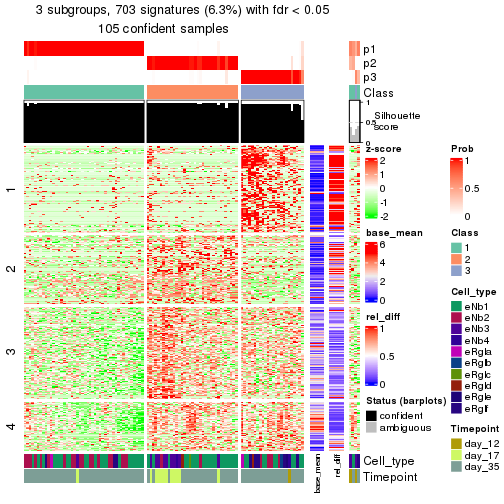 3 subgroups, 703 signatures (6.3%) with fdr < 0.05
105 confident samples
p1
p2
p3
Class
1
0.5
0
Silhouette
score
1
2
3
4
base_mean
rel_diff
Cell_type
Timepoint
z-score
2
1
0
-1
-2
base_mean
6
4
2
0
rel_diff
1
0.5
0
Status (barplots)
confident
ambiguous
Prob
1
0.5
0
Class
1
2
3
Cell_type
eNb1
eNb2
eNb3
eNb4
eRgla
eRglb
eRglc
eRgld
eRgle
eRglf
Timepoint
day_12
day_17
day_35